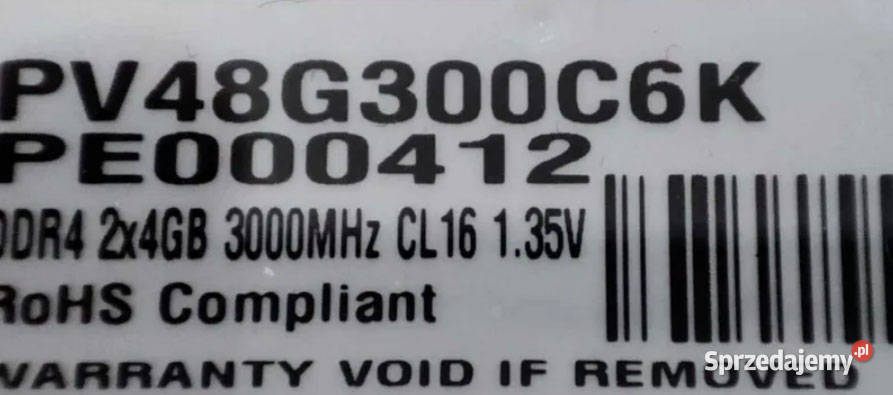 PV48G300C6K
PE000412
DDR4 2x4GB 3000MHz CL16 1.35V
RoHS Compliant
WARRANTY VOID IF REMOVED
Sprzedajemy.pl